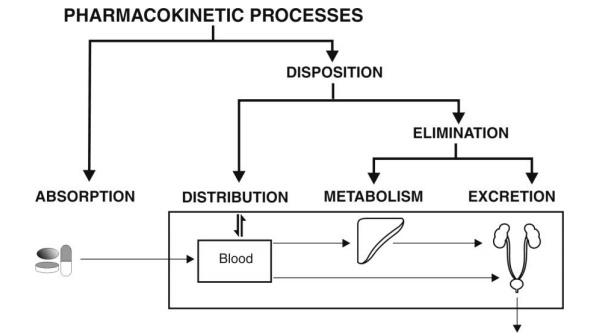 PHARMACOKINETIC PROCESSES
DISPOSITION
ELIMINATION
ABSORPTION DISTRIBUTION METABOLISM EXCRETION
Blood